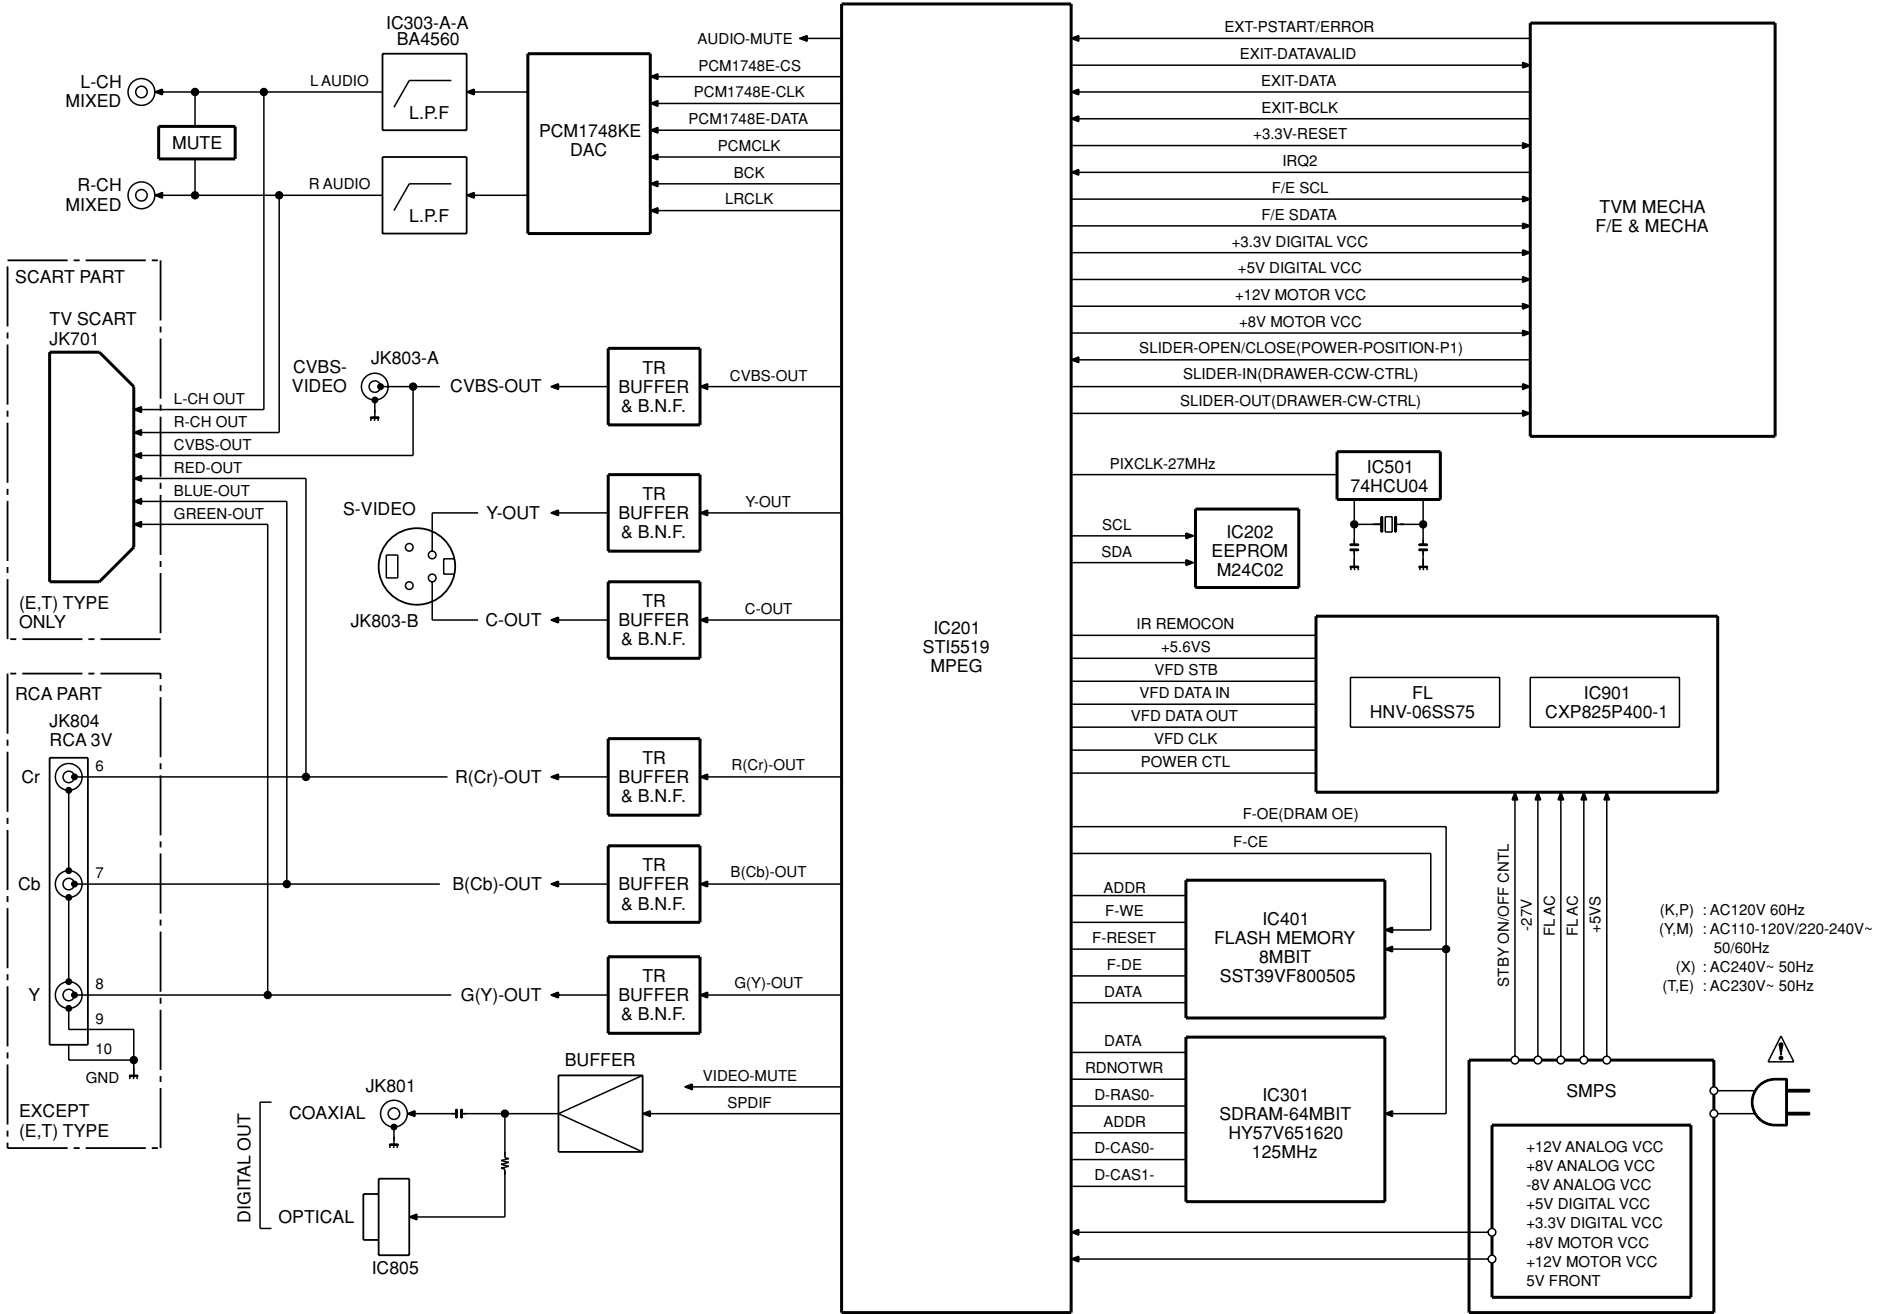 IC303-A-A
BA4560
L-CH
MIXED
L AUDIO
L.P.F
MUTE
R-CH
MIXED
R AUDIO
L.P.F
PCM1748KE
DAC
AUDIO-MUTE
PCM1748E-CS
PCM1748E-CLK
PCM1748E-DATA
PCMCLK
BCK
LRCLK
SCART PART
TV SCART
JK701
L-CH OUT
R-CH OUT
CVBS-OUT
RED-OUT
BLUE-OUT
GREEN-OUT
(E,T) TYPE
ONLY
CVBS-
VIDEO
JK803-A
CVBS-OUT
TR
BUFFER
& B.N.F.
CVBS-OUT
S-VIDEO
Y-OUT
TR
BUFFER
& B.N.F.
Y-OUT
JK803-B
C-OUT
TR
BUFFER
& B.N.F.
C-OUT
RCA PART
JK804
RCA 3V
Cr
6
R(Cr)-OUT
TR
BUFFER
& B.N.F.
R(Cr)-OUT
Cb
7
B(Cb)-OUT
TR
BUFFER
& B.N.F.
B(Cb)-OUT
Y
8
G(Y)-OUT
TR
BUFFER
& B.N.F.
G(Y)-OUT
9
10
GND
EXCEPT
(E,T) TYPE
BUFFER
VIDEO-MUTE
SPDIF
JK801
COAXIAL
DIGITAL OUT
OPTICAL
IC805
IC201
STI5519
MPEG
EXT-PSTART/ERROR
EXIT-DATAVALID
EXIT-DATA
EXIT-BCLK
+3.3V-RESET
IRQ2
F/E SCL
F/E SDATA
+3.3V DIGITAL VCC
+5V DIGITAL VCC
+12V MOTOR VCC
+8V MOTOR VCC
SLIDER-OPEN/CLOSE(POWER-POSITION-P1)
SLIDER-IN(DRAWER-CCW-CTRL)
SLIDER-OUT(DRAWER-CW-CTRL)
TVM MECHA
F/E & MECHA
PIXCLK-27MHz
IC501
74HCU04
SCL
SDA
IC202
EEPROM
M24C02
IR REMOCON
+5.6VS
VFD STB
VFD DATA IN
VFD DATA OUT
VFD CLK
POWER CTL
FL
HNV-06SS75
IC901
CXP825P400-1
F-OE(DRAM OE)
F-CE
ADDR
F-WE
F-RESET
F-DE
DATA
IC401
FLASH MEMORY
8MBIT
SST39VF800505
DATA
RDNOTWR
D-RAS0-
ADDR
D-CAS0-
D-CAS1-
IC301
SDRAM-64MBIT
HY57V651620
125MHz
STBY ON/OFF CNTL
-27V
FL AC
FL AC
+5VS
(K,P) : AC120V 60Hz
(Y,M) : AC110-120V/220-240V~
50/60Hz
(X) : AC240V~ 50Hz
(T,E) : AC230V~ 50Hz
SMPS
+12V ANALOG VCC
+8V ANALOG VCC
-8V ANALOG VCC
+5V DIGITAL VCC
+3.3V DIGITAL VCC
+8V MOTOR VCC
+12V MOTOR VCC
5V FRONT